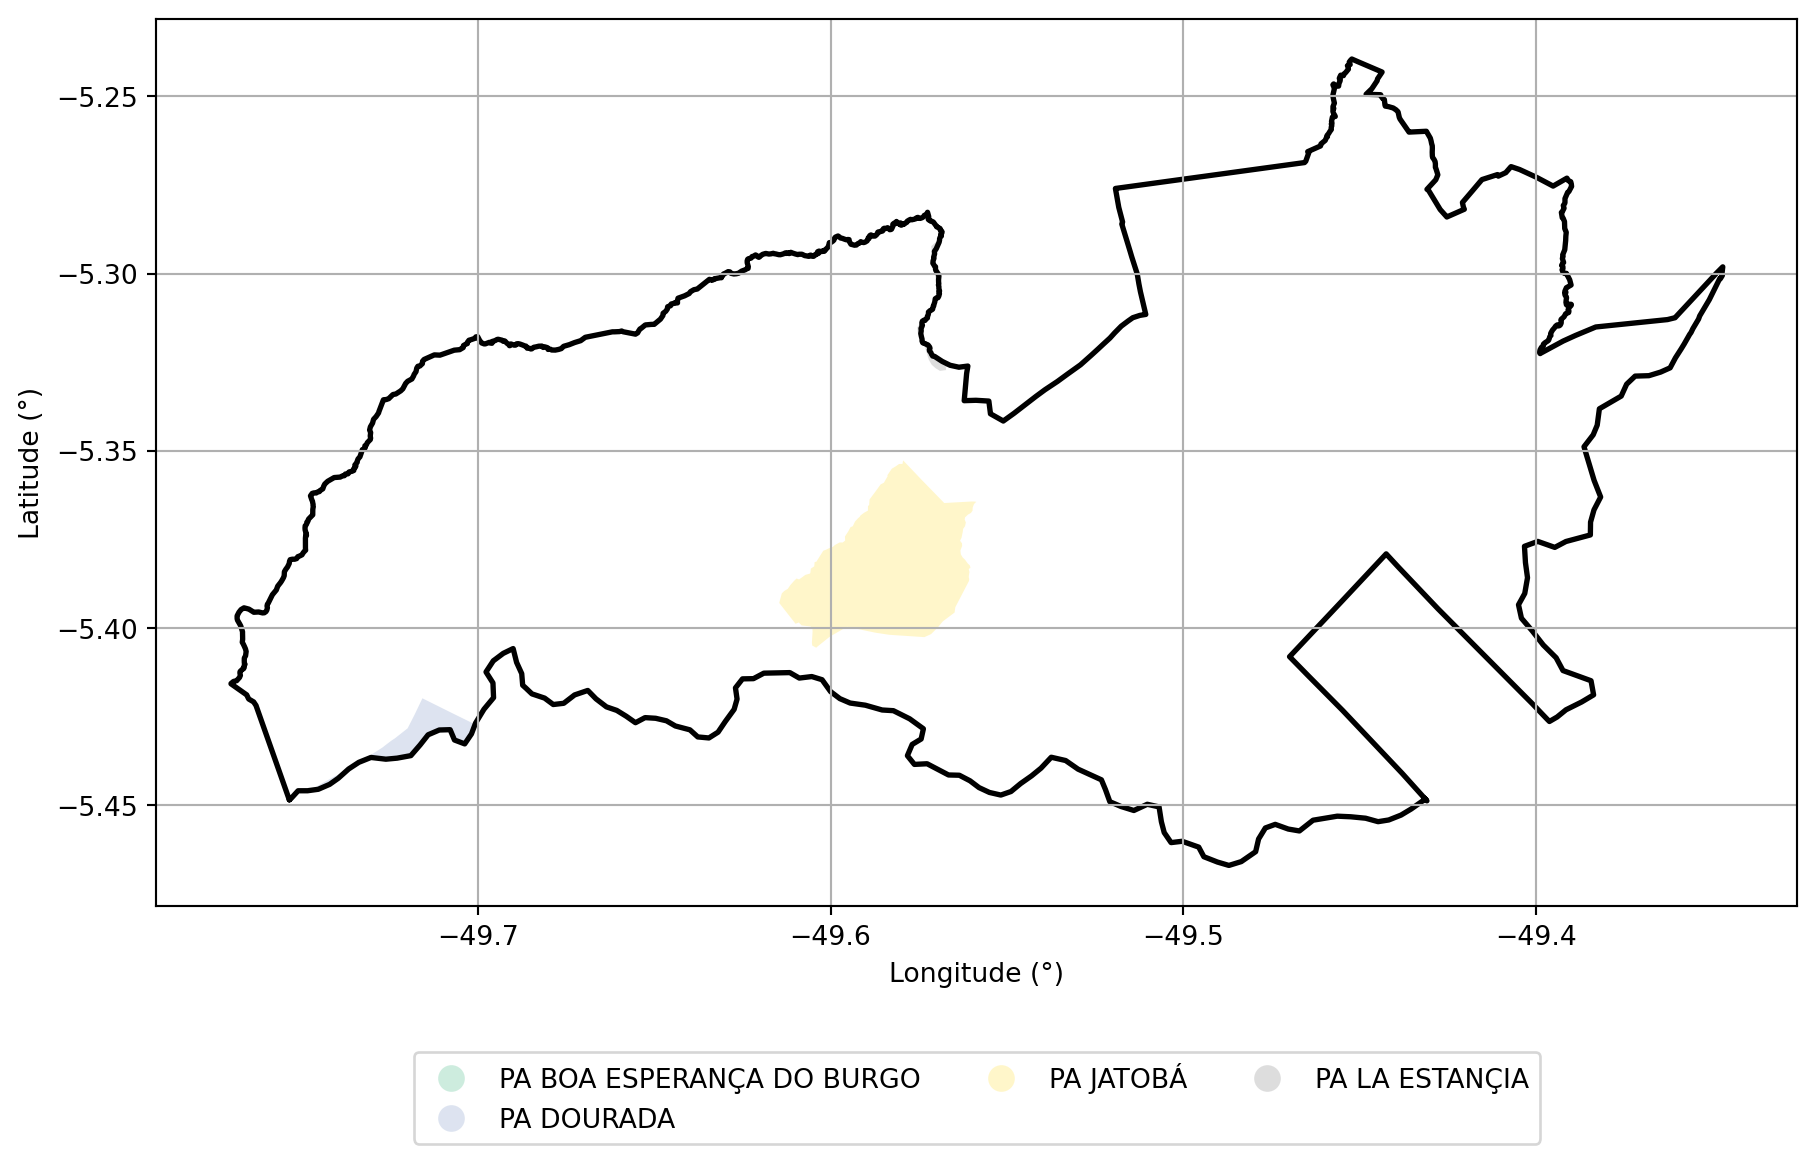 −5.25
−5.30
−5.35
−5.40
−5.45
Latitude (°)
−49.7 −49.6 −49.5 −49.4
Longitude (°)
PA BOA ESPERANÇA DO BURGO PA JATOBÁ PA LA ESTANÇIA
PA DOURADA